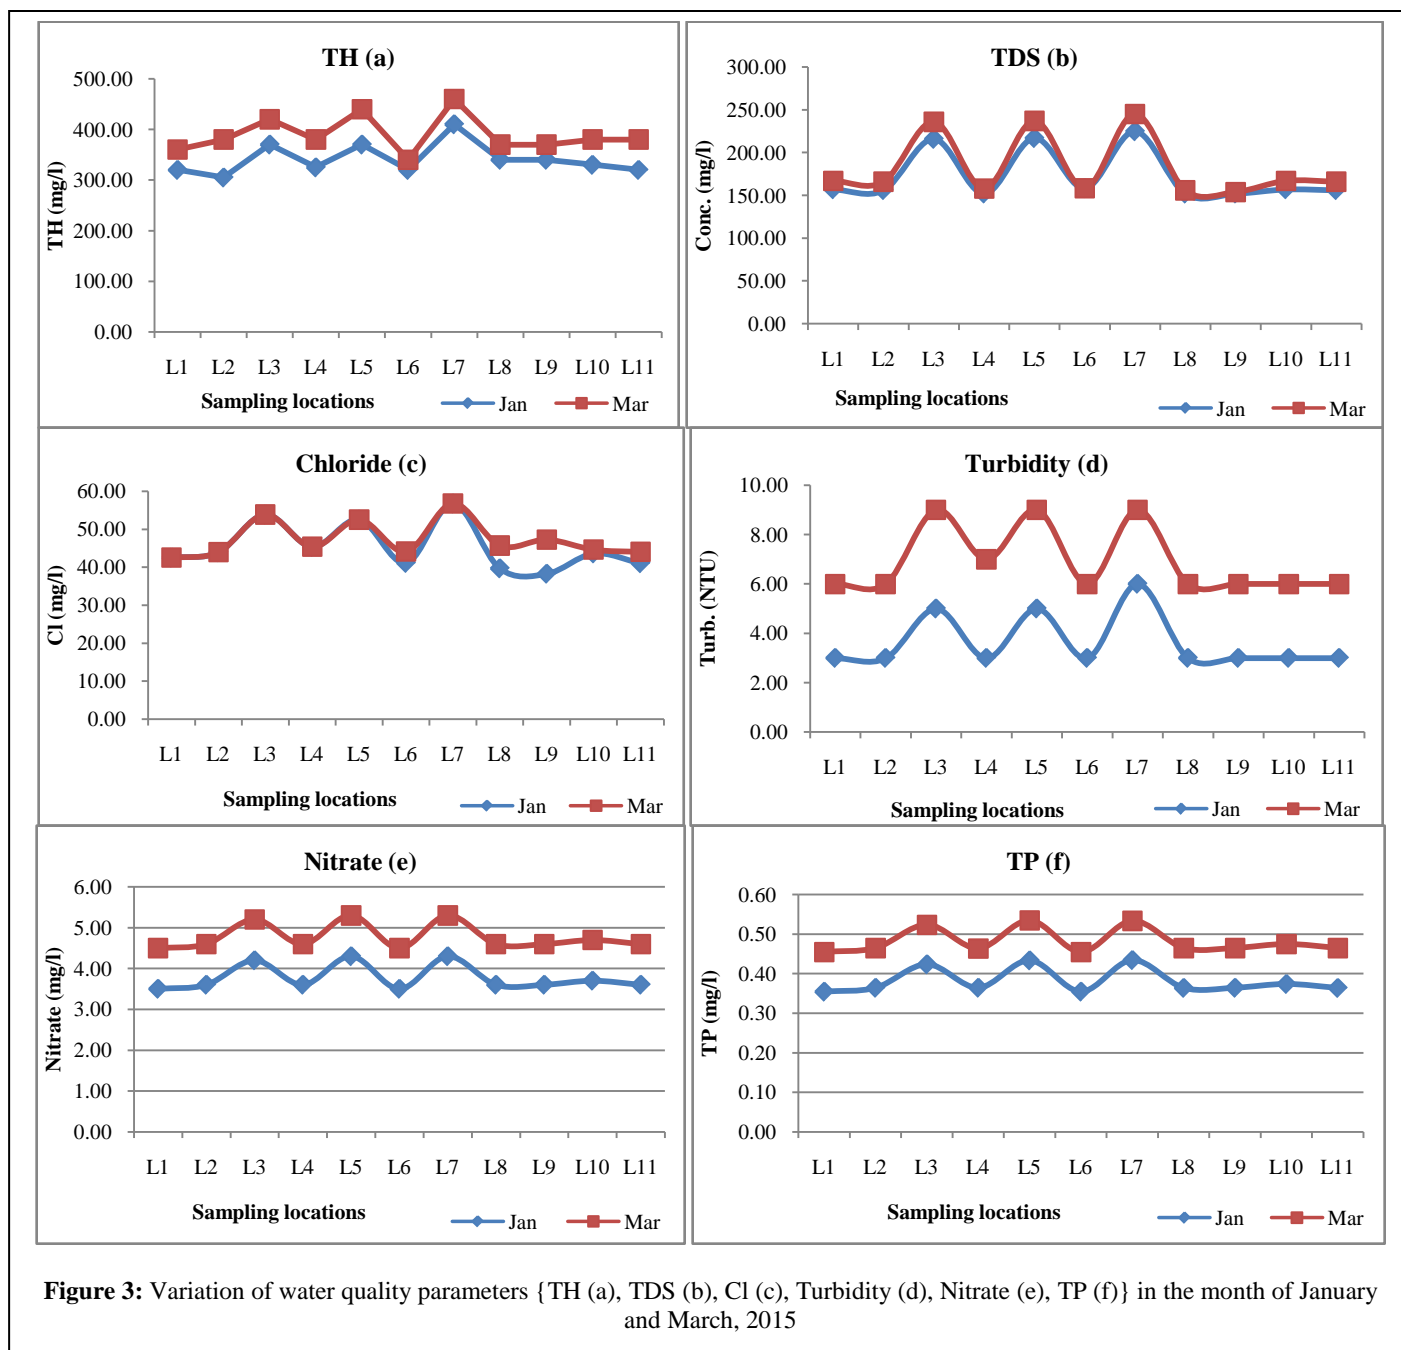 TH (a)
500.00
400.00
300.00
200.00
100.00
0.00
TH (mg/l)
L1 L2 L3 L4 L5 L6 L7 L8 L9 L10 L11
Sampling locations
Jan Mar
TDS (b)
300.00
250.00
200.00
150.00
100.00
50.00
0.00
Conc. (mg/l)
L1 L2 L3 L4 L5 L6 L7 L8 L9 L10 L11
Sampling locations
Jan Mar
Chloride (c)
60.00
50.00
40.00
30.00
20.00
10.00
0.00
Cl (mg/l)
L1 L2 L3 L4 L5 L6 L7 L8 L9 L10 L11
Sampling locations
Jan Mar
Turbidity (d)
10.00
8.00
6.00
4.00
2.00
0.00
Turb. (NTU)
L1 L2 L3 L4 L5 L6 L7 L8 L9 L10 L11
Sampling locations
Jan Mar
Nitrate (e)
6.00
5.00
4.00
3.00
2.00
1.00
0.00
Nitrate (mg/l)
L1 L2 L3 L4 L5 L6 L7 L8 L9 L10 L11
Sampling locations
Jan Mar
TP (f)
0.60
0.50
0.40
0.30
0.20
0.10
0.00
TP (mg/l)
L1 L2 L3 L4 L5 L6 L7 L8 L9 L10 L11
Sampling locations
Jan Mar
Figure 3: Variation of water quality parameters {TH (a), TDS (b), Cl (c), Turbidity (d), Nitrate (e), TP (f)} in the month of January
and March, 2015